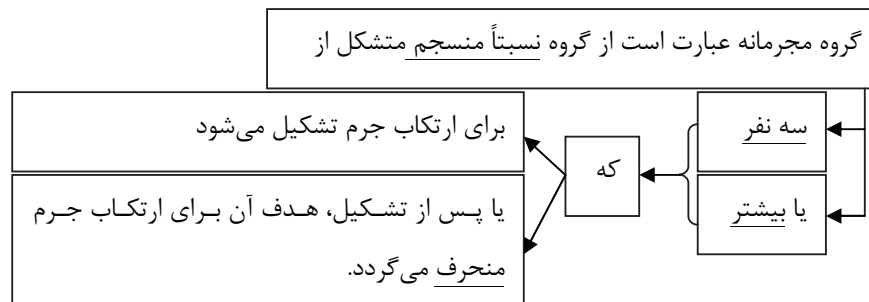 گروه مجرمانه عبارت است از گروه نسبتاً منسجم متشکل از
سه نفر
یا بیشتر
که
برای ارتکاب جرم تشکیل می‌شود
یا پس از تشکیل، هدف آن برای ارتکاب جرم
منحرف می‌گردد.